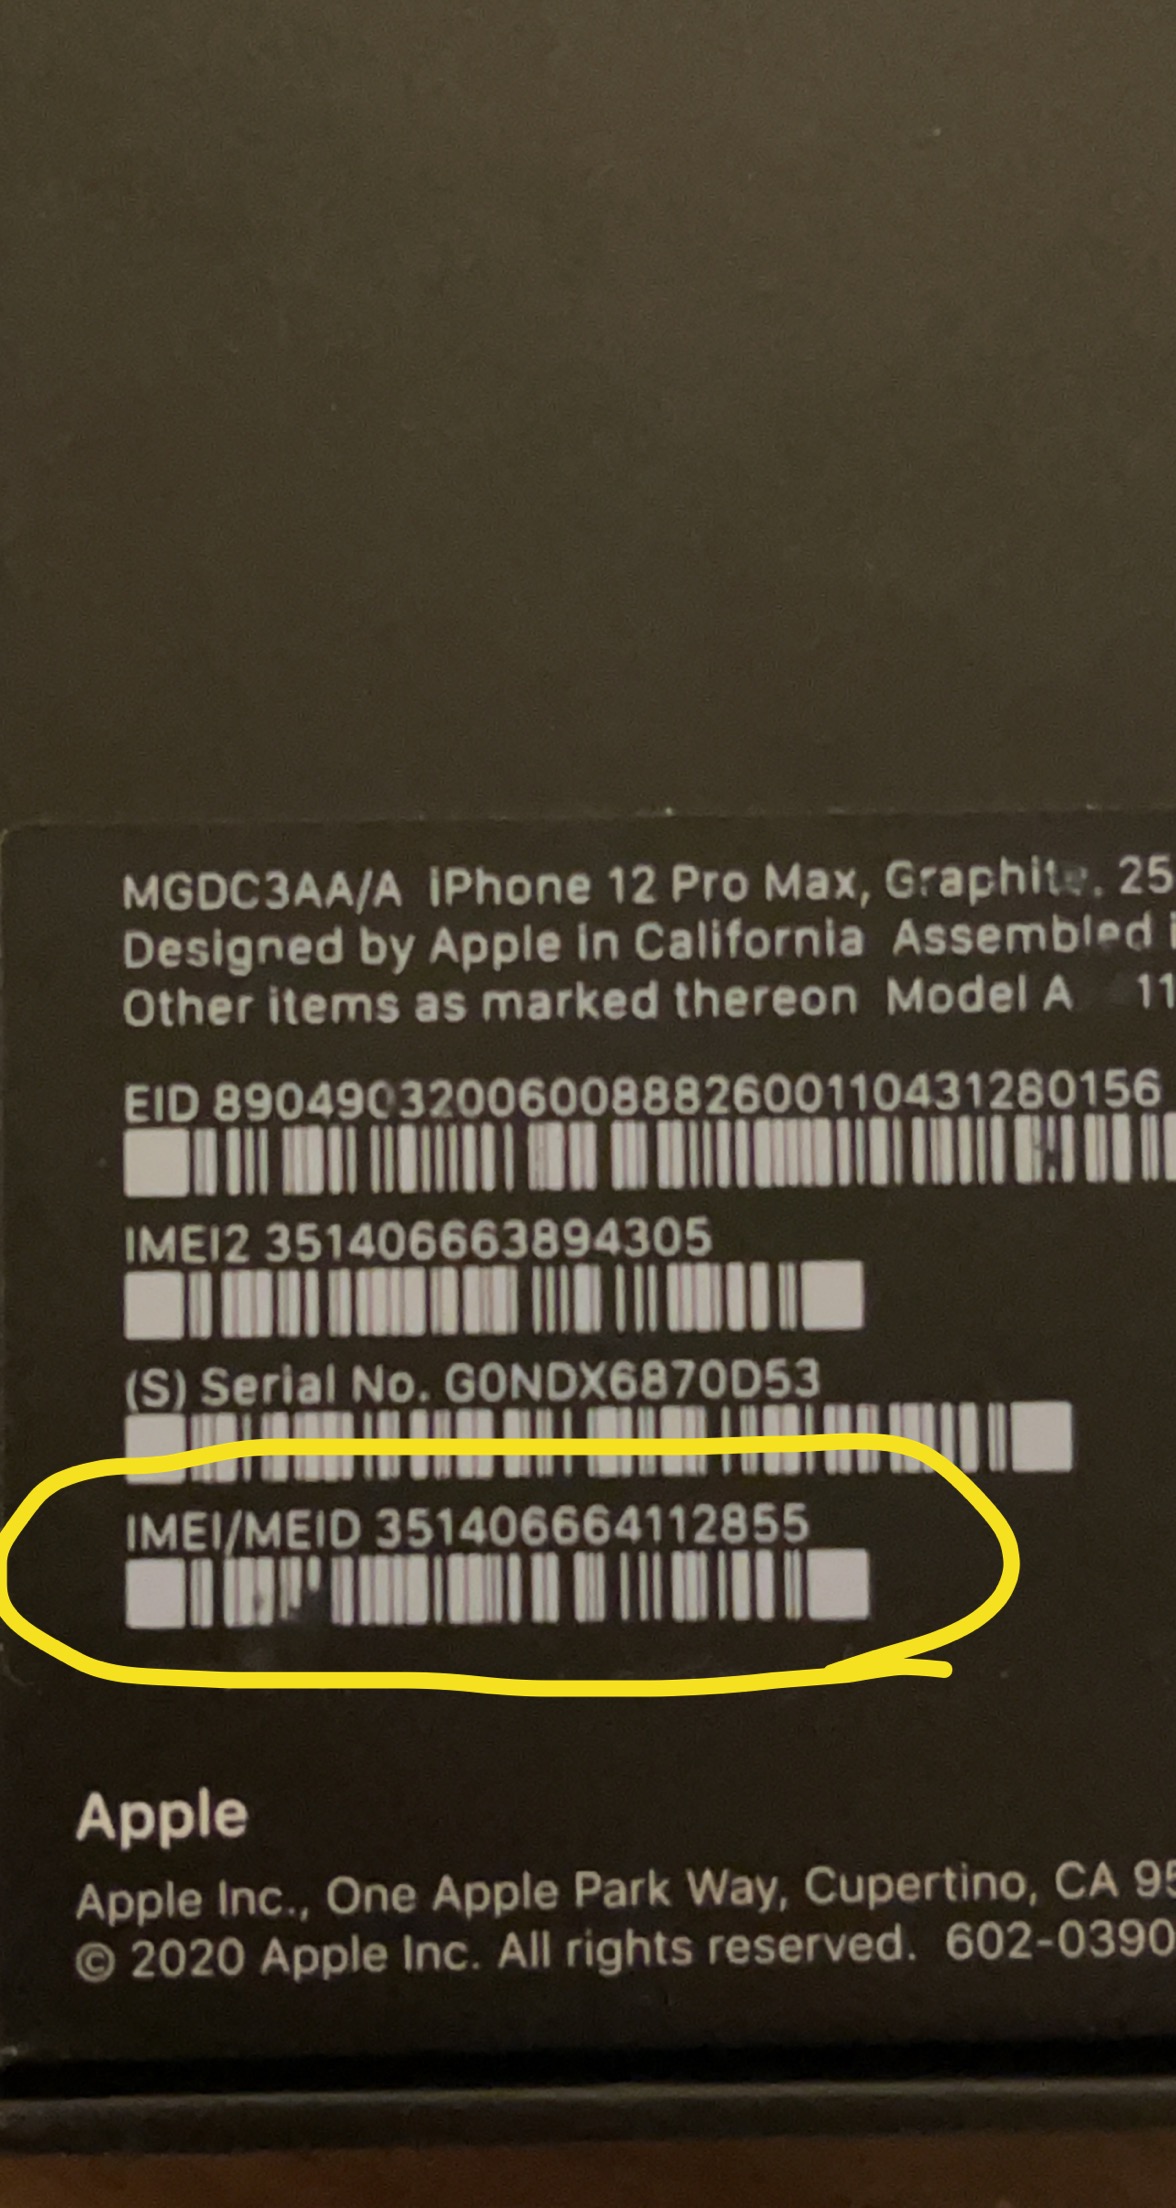 MGDC3AA/A iPhone 12 Pro Max, Graphite, 25
Designed by Apple in California Assembled
Other items as marked thereon Model A 11
EID 89049032006008882600110431280156
IMEI2 351406663894305
(S) Serial No. G0NDX6870D53
IMEI/MEID 351406664112855
Apple
Apple Inc., One Apple Park Way, Cupertino, CA 95
© 2020 Apple Inc. All rights reserved. 602-0390